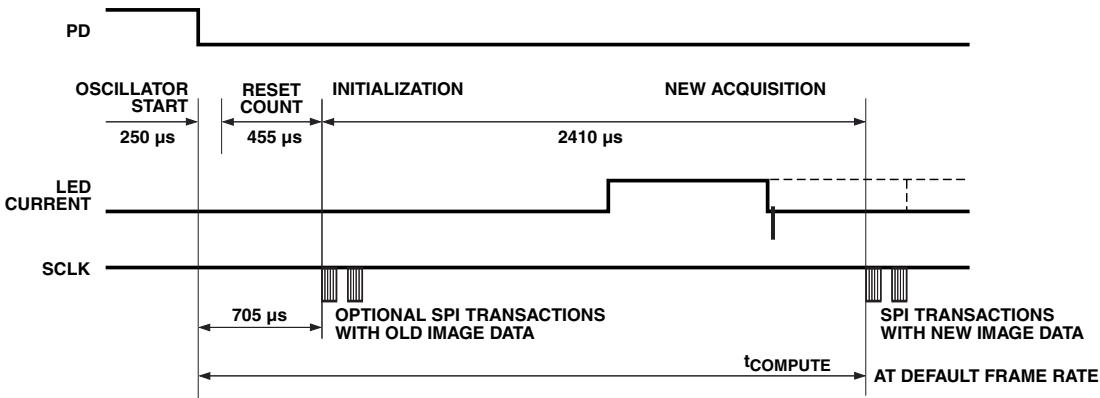 PD
OSCILLATOR
START
RESET
COUNT
INITIALIZATION
NEW ACQUISITION
250 µs
455 µs
2410 µs
LED
CURRENT
SCLK
705 µs
OPTIONAL SPI TRANSACTIONS
WITH OLD IMAGE DATA
SPI TRANSACTIONS
WITH NEW IMAGE DATA
tCOMPUTE
AT DEFAULT FRAME RATE